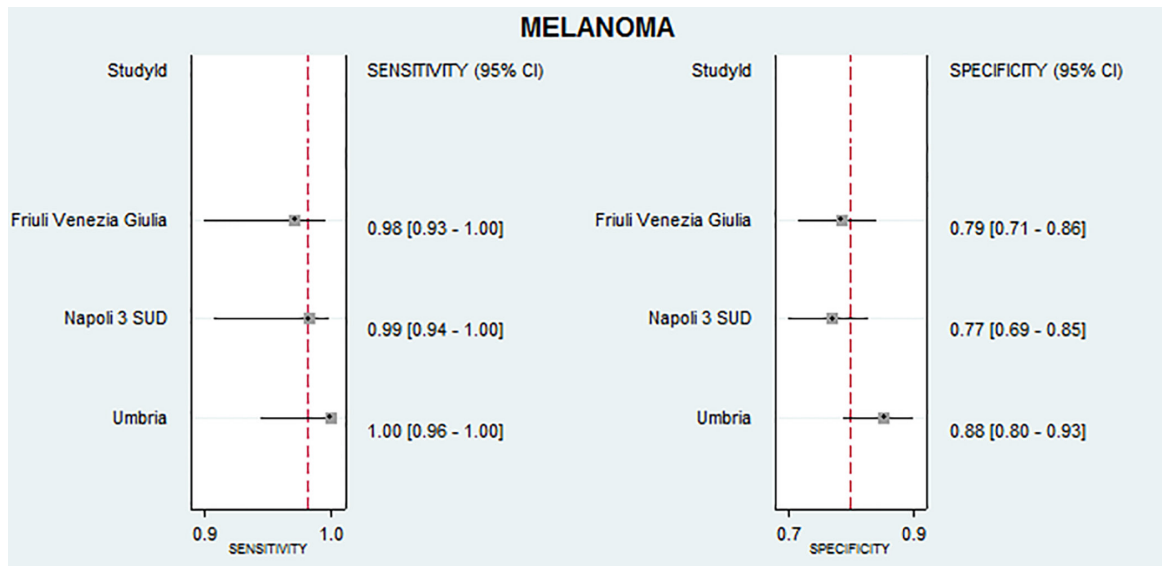 MELANOMA
StudyId SENSITIVITY (95% CI) StudyId SPECIFICITY (95% CI)
Friuli Venezia Giulia 0.98 [0.93 - 1.00] Friuli Venezia Giulia 0.79 [0.71 - 0.86]
Napoli 3 SUD 0.99 [0.94 - 1.00] Napoli 3 SUD 0.77 [0.69 - 0.85]
Umbria 1.00 [0.96 - 1.00] Umbria 0.88 [0.80 - 0.93]
0.9 1.0 0.7 0.9
SENSITIVITY SPECIFICITY